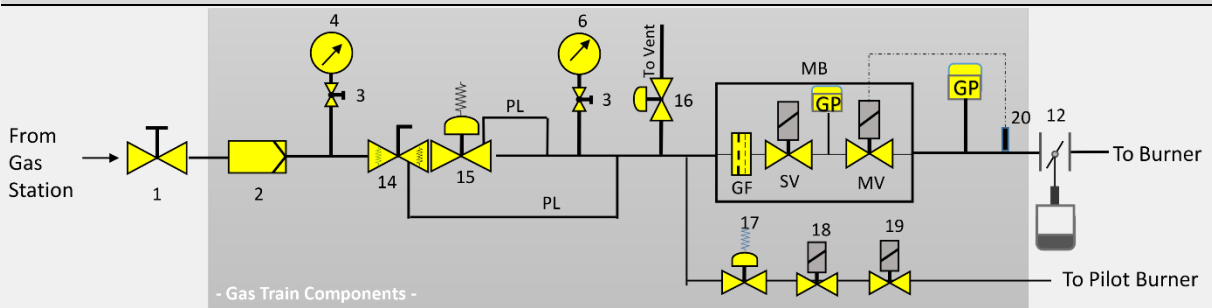 4
6
To Vent
MB
3
3
16
GP
GP
PL
20
12
From
Gas
Station
To Burner
1
2
14
15
GF
SV
MV
PL
17
18
19
To Pilot Burner
- Gas Train Components -